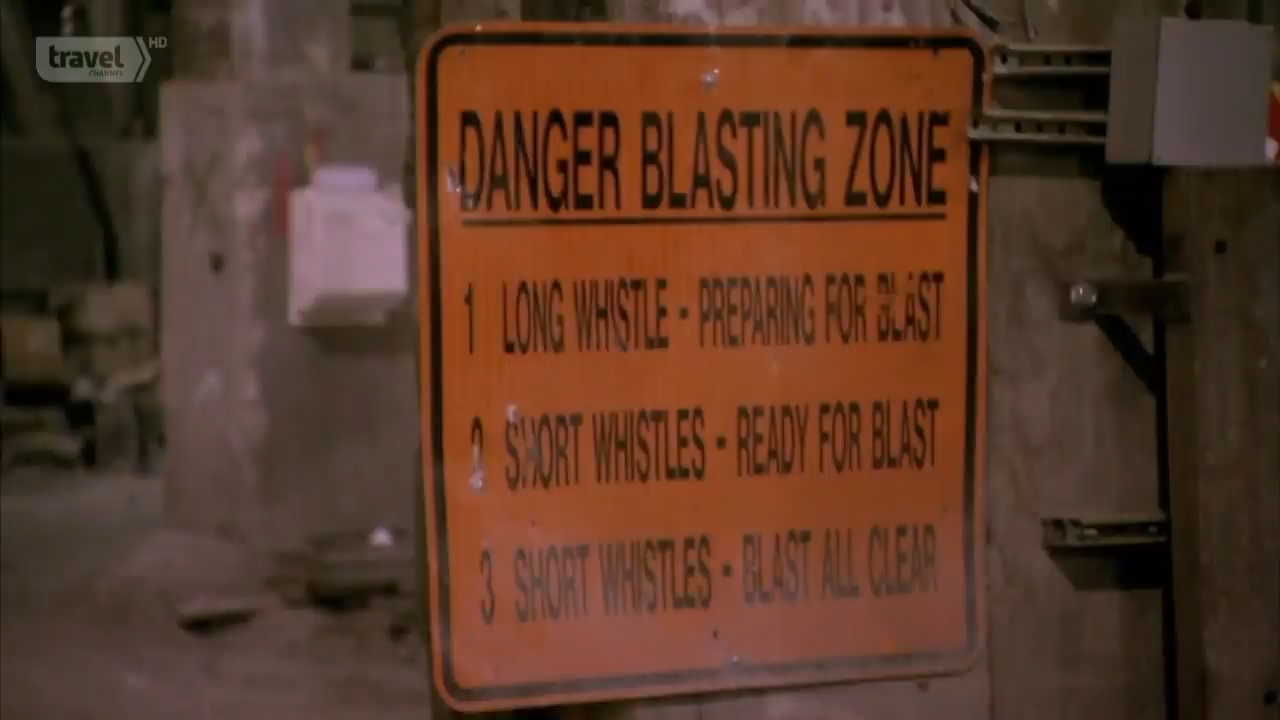 travel HD
CHANNEL
DANGER BLASTING ZONE
1 LONG WHISTLE - PREPARING FOR BLAST
2 SHORT WHISTLES - READY FOR BLAST
3 SHORT WHISTLES - BLAST ALL CLEAR